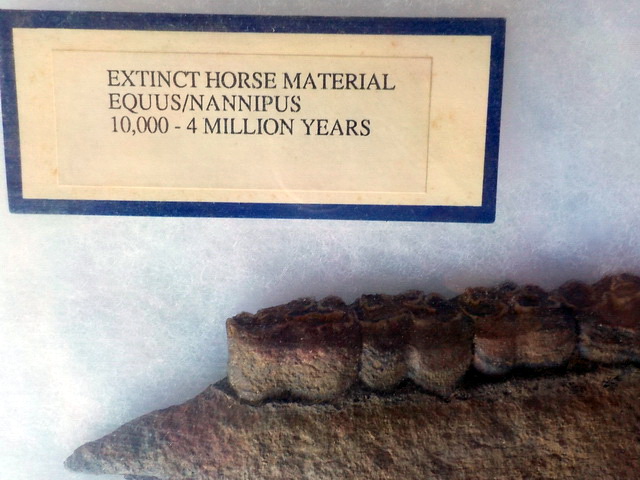 EXTINCT HORSE MATERIAL
EQUUS/NANNIPUS
10,000 - 4 MILLION YEARS